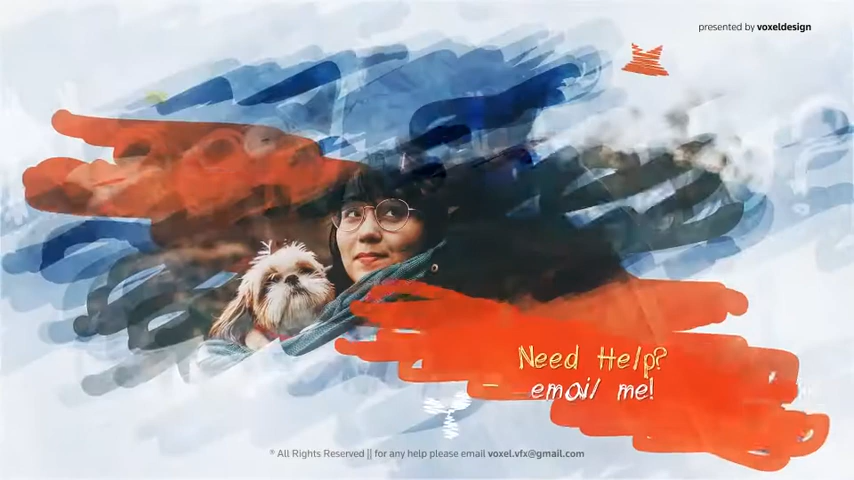 presented by voxeldesign
Need Help?
email me!
® All Rights Reserved || for any help please email voxel.vfx@gmail.com